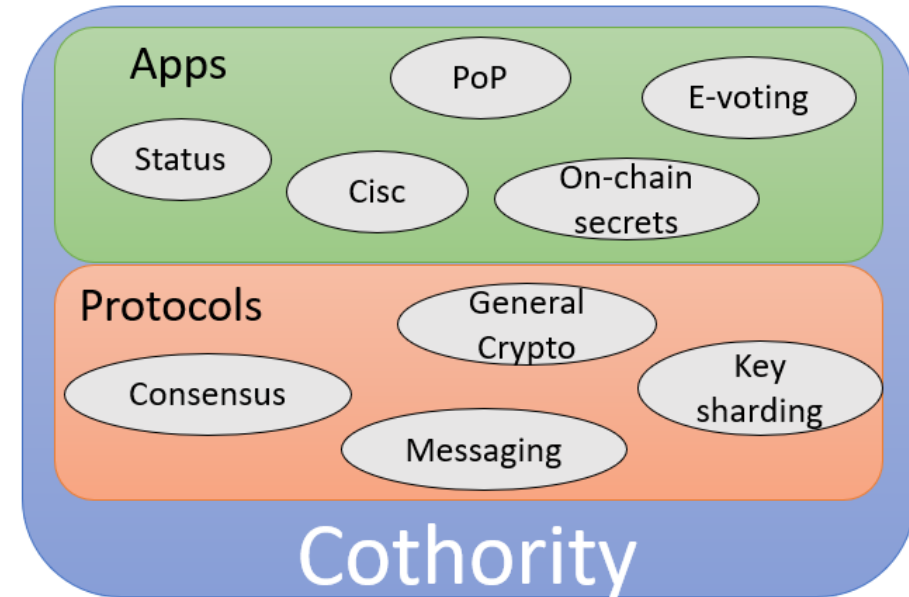 Apps
PoP
E-voting
Status
Cisc
On-chain
secrets
Protocols
General
Crypto
Key
sharding
Consensus
Messaging
Cothority